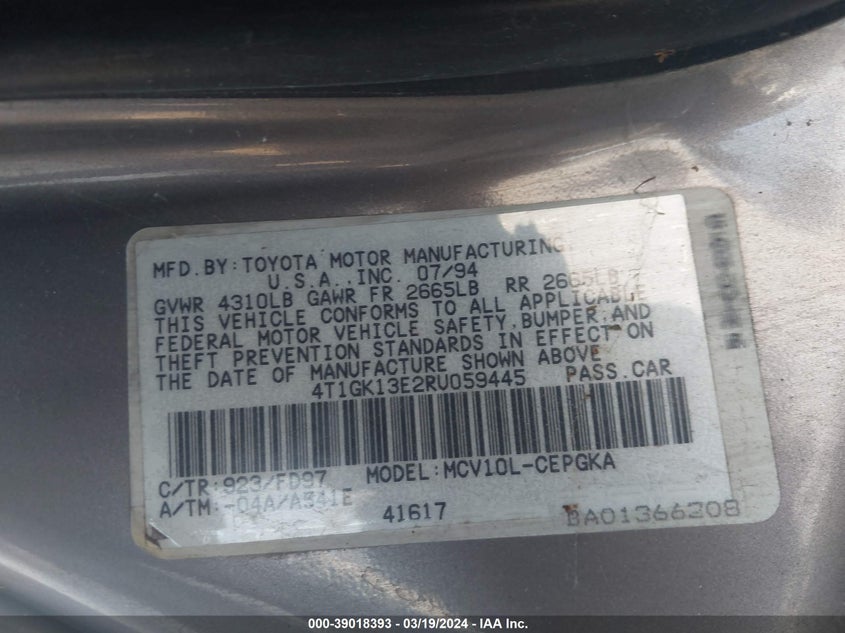 MFD.BY:TOYOTA MOTOR MANUFACTURING
U.S.A.,INC. 07/94
GVWR 4310LB GAWR FR 2665LB RR 2665LB
THIS VEHICLE CONFORMS TO ALL APPLICABLE
FEDERAL MOTOR VEHICLE SAFETY,BUMPER,AND
THEFT PREVENTION STANDARDS IN EFFECT ON
THE DATE OF MANUFACTURE SHOWN ABOVE
4T1GK13E2RU059445 PASS.CAR
C/TR:923/FD97 MODEL:MCV10L-CEPGKA
A/TM:-04A/A541E 41617 BA01366208
000-39018393 - 03/19/2024 - IAA Inc.